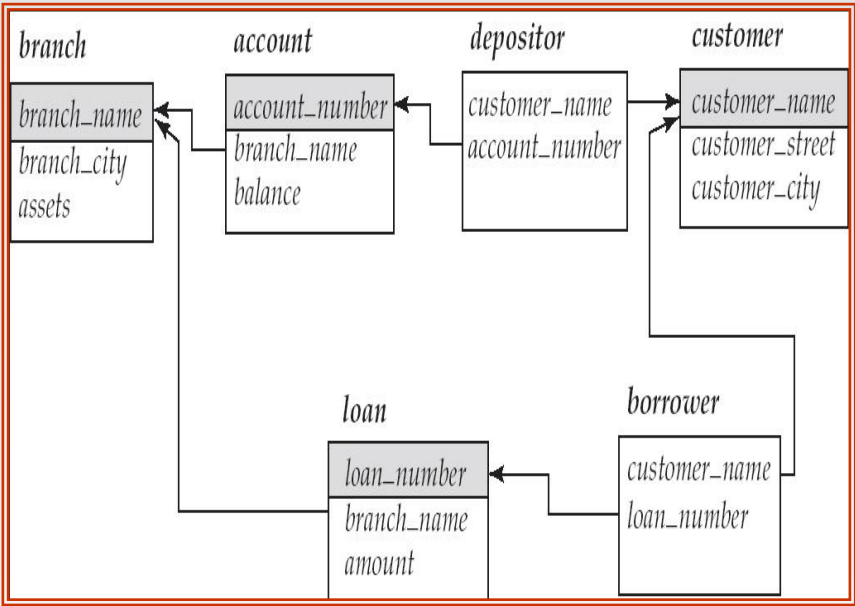 branch
branch_name
branch_city
assets
account
account_number
branch_name
balance
depositor
customer_name
account_number
customer
customer_name
customer_street
customer_city
loan
loan_number
branch_name
amount
borrower
customer_name
loan_number